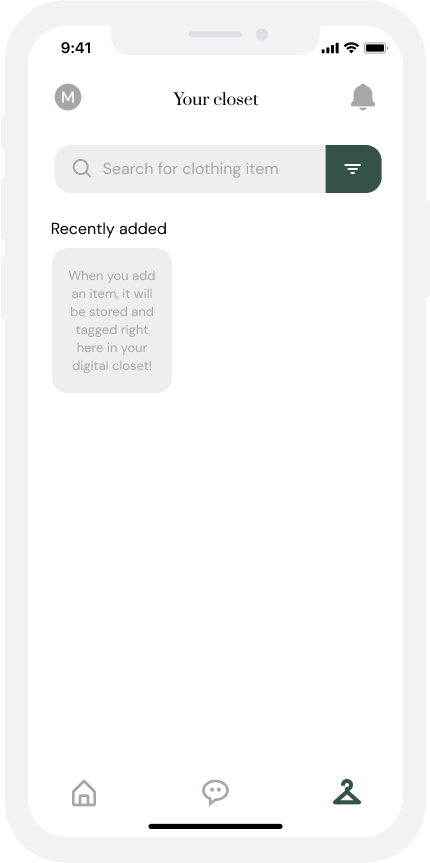 9:41
M
Your closet
Search for clothing item
Recently added
When you add
an item, it will
be stored and
tagged right
here in your
digital closet!